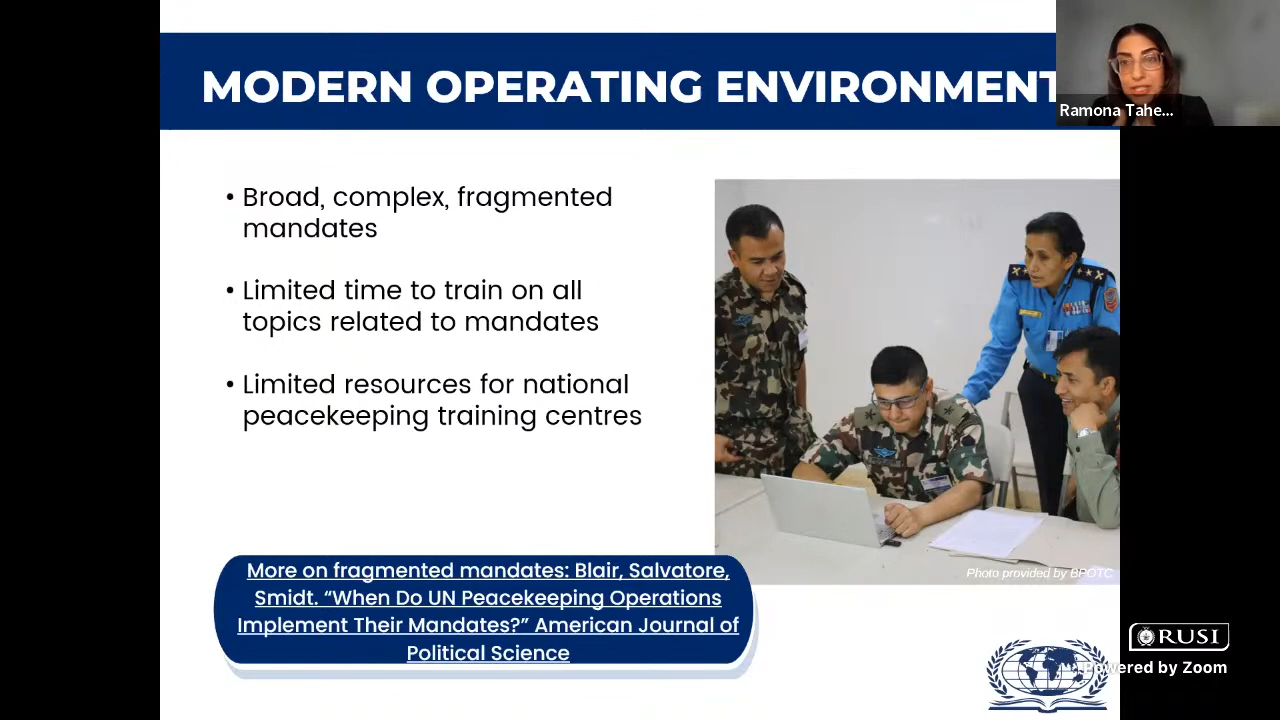 MODERN OPERATING ENVIRONMENT
Ramona Tahe...
• Broad, complex, fragmented
mandates
• Limited time to train on all
topics related to mandates
• Limited resources for national
peacekeeping training centres
Photo provided by BPOTC
More on fragmented mandates: Blair, Salvatore,
Smidt. “When Do UN Peacekeeping Operations
Implement Their Mandates?” American Journal of
Political Science
RUSI
Powered by Zoom